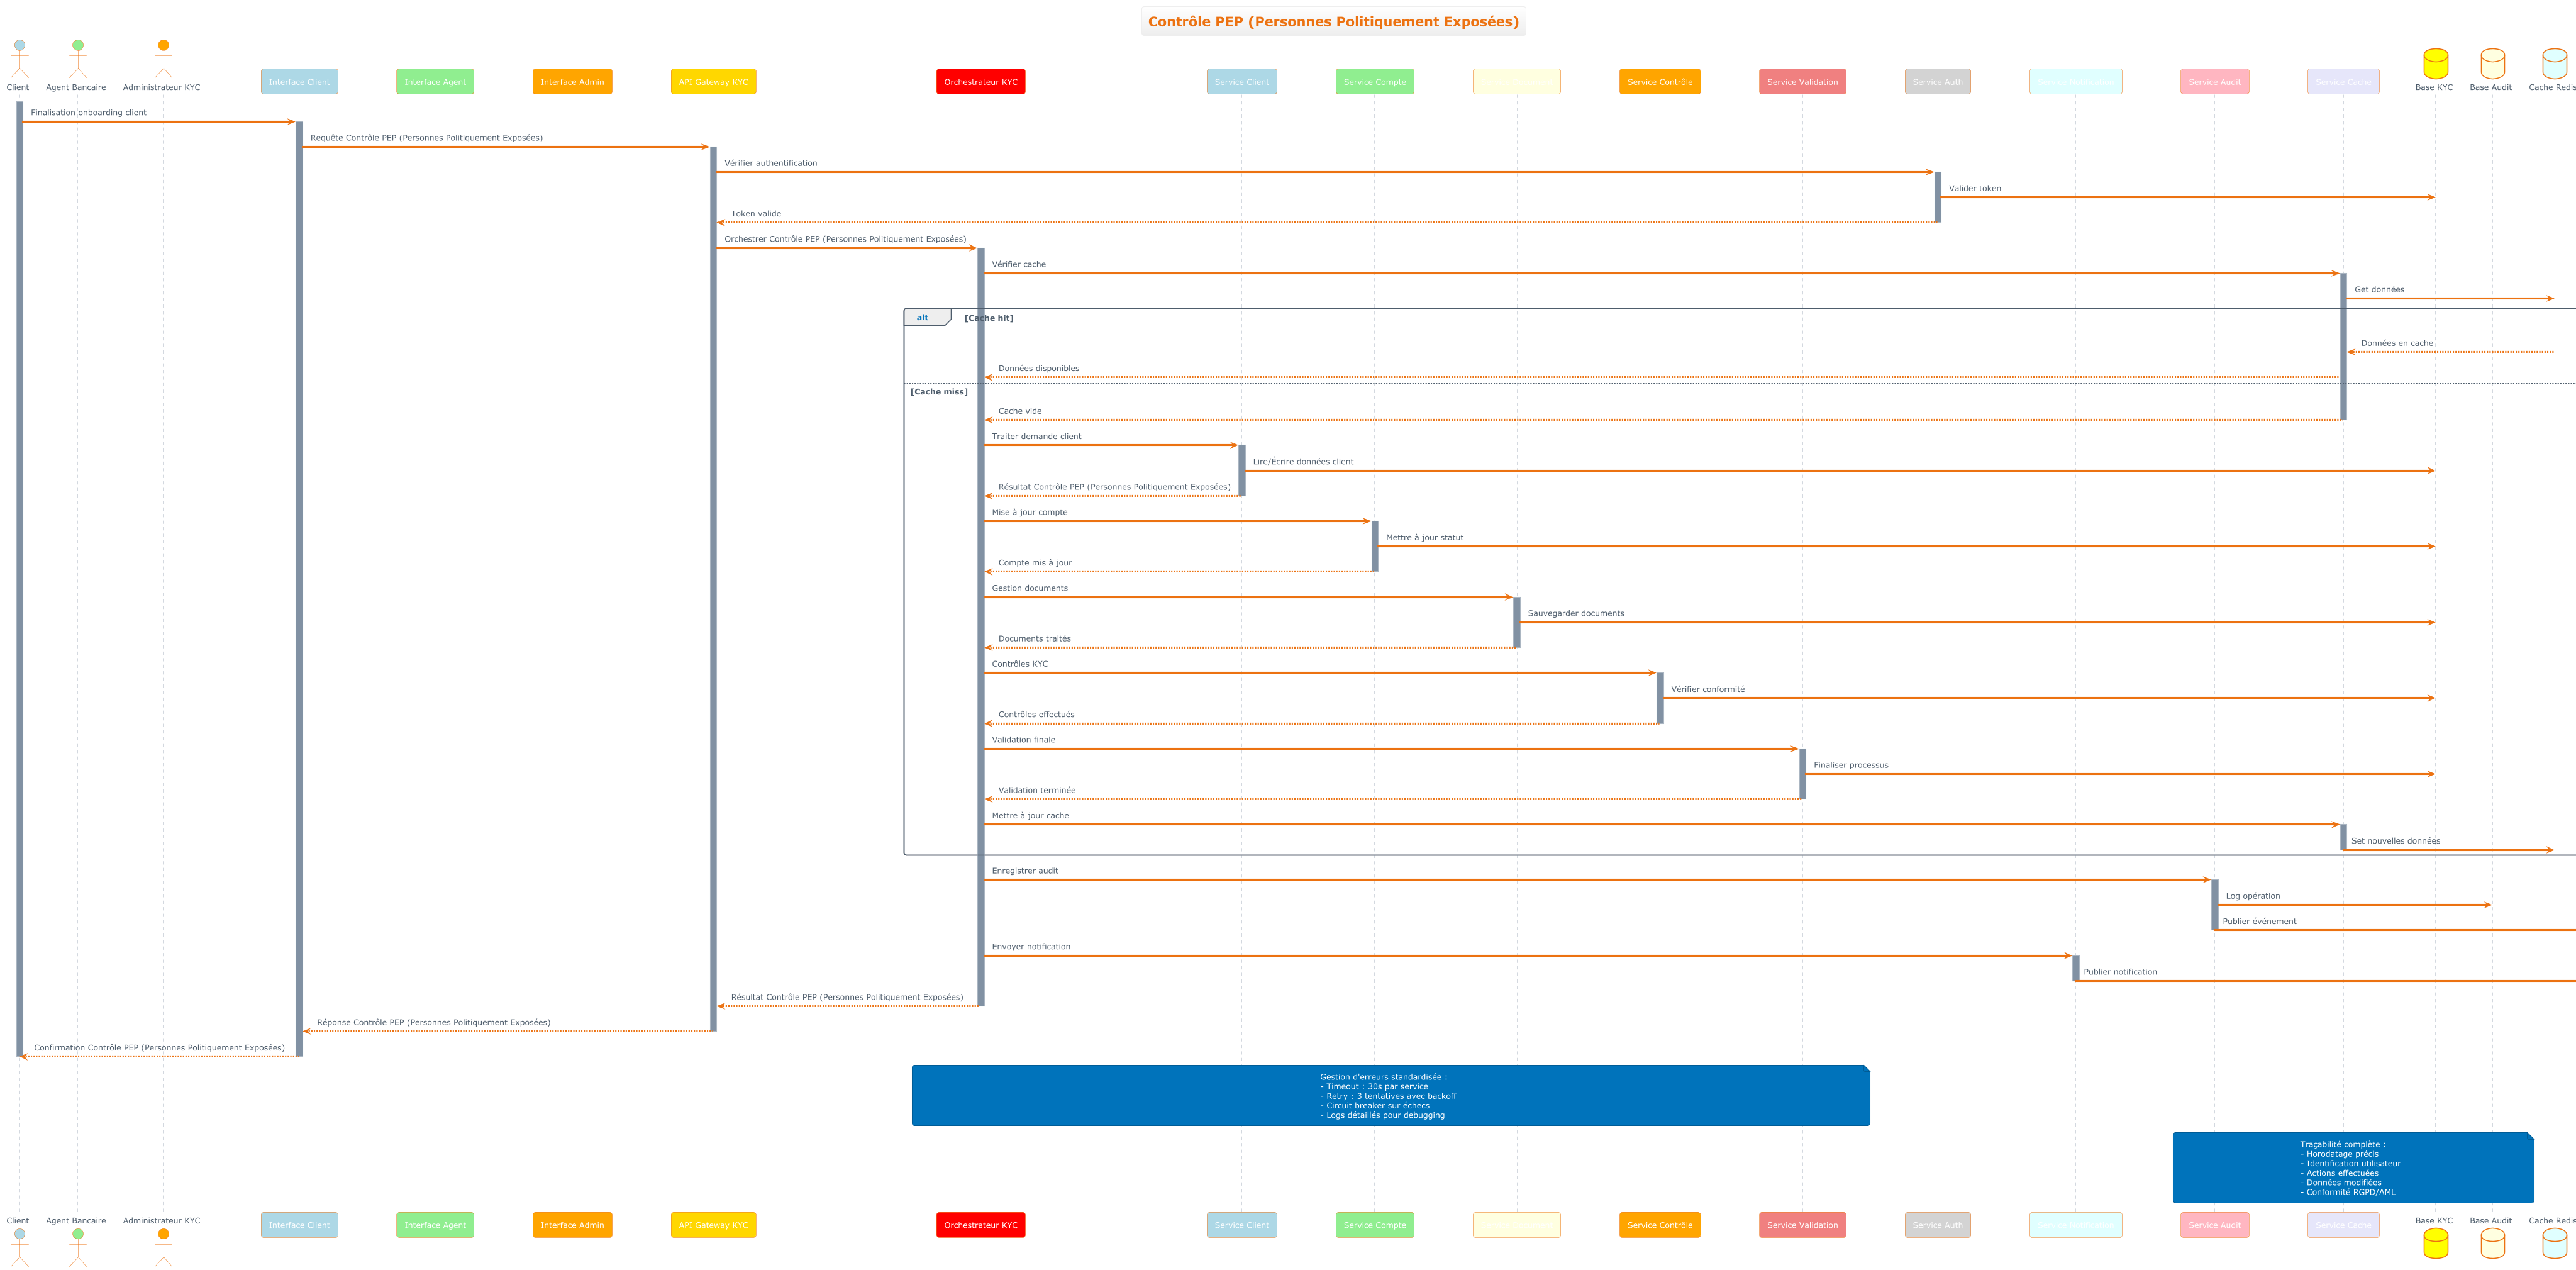 Contrôle PEP (Personnes Politiquement Exposées)
Client
Agent Bancaire
Administrateur KYC
Interface Client
Interface Agent
Interface Admin
API Gateway KYC
Orchestrateur KYC
Service Client
Service Compte
Service Contrôle
Service Validation
Service Auth
Service Audit
Service Cache
Base KYC
Base Audit
Cache Redis
Finalisation onboarding client
Requête Contrôle PEP (Personnes Politiquement Exposées)
Vérifier authentification
Valider token
Token valide
Orchestrer Contrôle PEP (Personnes Politiquement Exposées)
Vérifier cache
Get données
alt
[Cache hit]
Données en cache
Données disponibles
[Cache miss]
Cache vide
Traiter demande client
Lire/Écrire données client
Résultat Contrôle PEP (Personnes Politiquement Exposées)
Mise à jour compte
Mettre à jour statut
Compte mis à jour
Gestion documents
Sauvegarder documents
Documents traités
Contrôles KYC
Vérifier conformité
Contrôles effectués
Validation finale
Finaliser processus
Validation terminée
Mettre à jour cache
Set nouvelles données
Enregistrer audit
Log opération
Publier événement
Envoyer notification
Publier notification
Résultat Contrôle PEP (Personnes Politiquement Exposées)
Réponse Contrôle PEP (Personnes Politiquement Exposées)
Confirmation Contrôle PEP (Personnes Politiquement Exposées)
Gestion d'erreurs standardisée :
- Timeout : 30s par service
- Retry : 3 tentatives avec backoff
- Circuit breaker sur échecs
- Logs détaillés pour debugging
Traçabilité complète :
- Horodatage précis
- Identification utilisateur
- Actions effectuées
- Données modifiées
- Conformité RGPD/AML
Client
Agent Bancaire
Administrateur KYC
Interface Client
Interface Agent
Interface Admin
API Gateway KYC
Orchestrateur KYC
Service Client
Service Compte
Service Contrôle
Service Validation
Service Auth
Service Audit
Service Cache
Base KYC
Base Audit
Cache Redis